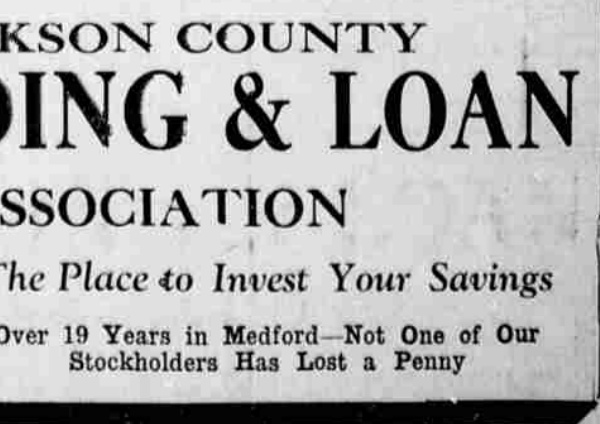 KSON COUNTY
DING & LOAN
SSOCIATION
The Place to Invest Your Savings
Over 19 Years in Medford—Not One of Our
Stockholders Has Lost a Penny